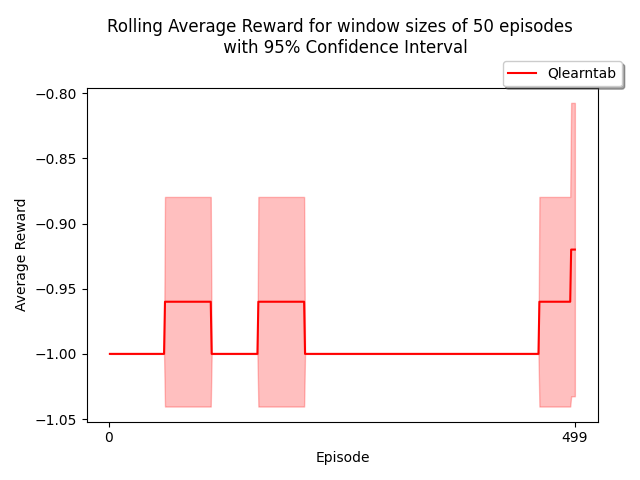 Rolling Average Reward for window sizes of 50 episodes
with 95% Confidence Interval
Qlearntab
−0.80
−0.85
−0.90
−0.95
−1.00
−1.05
Average Reward
0
499
Episode